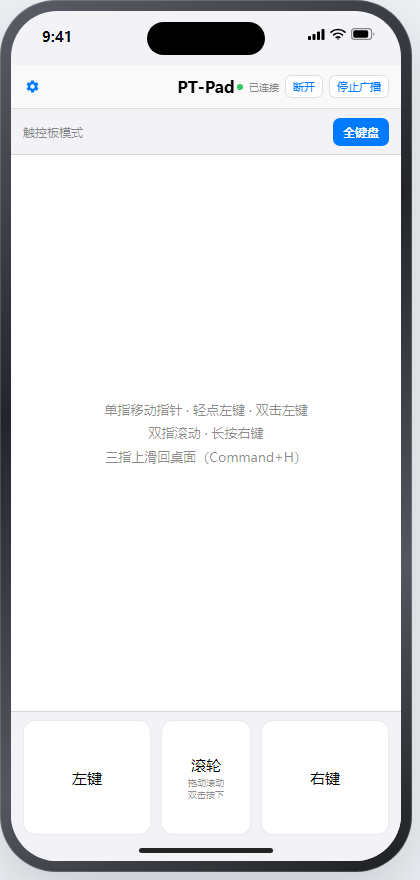 9:41
PT-Pad 已连接 断开 停止广播
触控板模式 全键盘
单指移动指针 · 轻点左键 · 双击左键
双指滚动 · 长按右键
三指上滑回桌面（Command+H）
左键 滚轮 右键
拖动滚动
双击按下